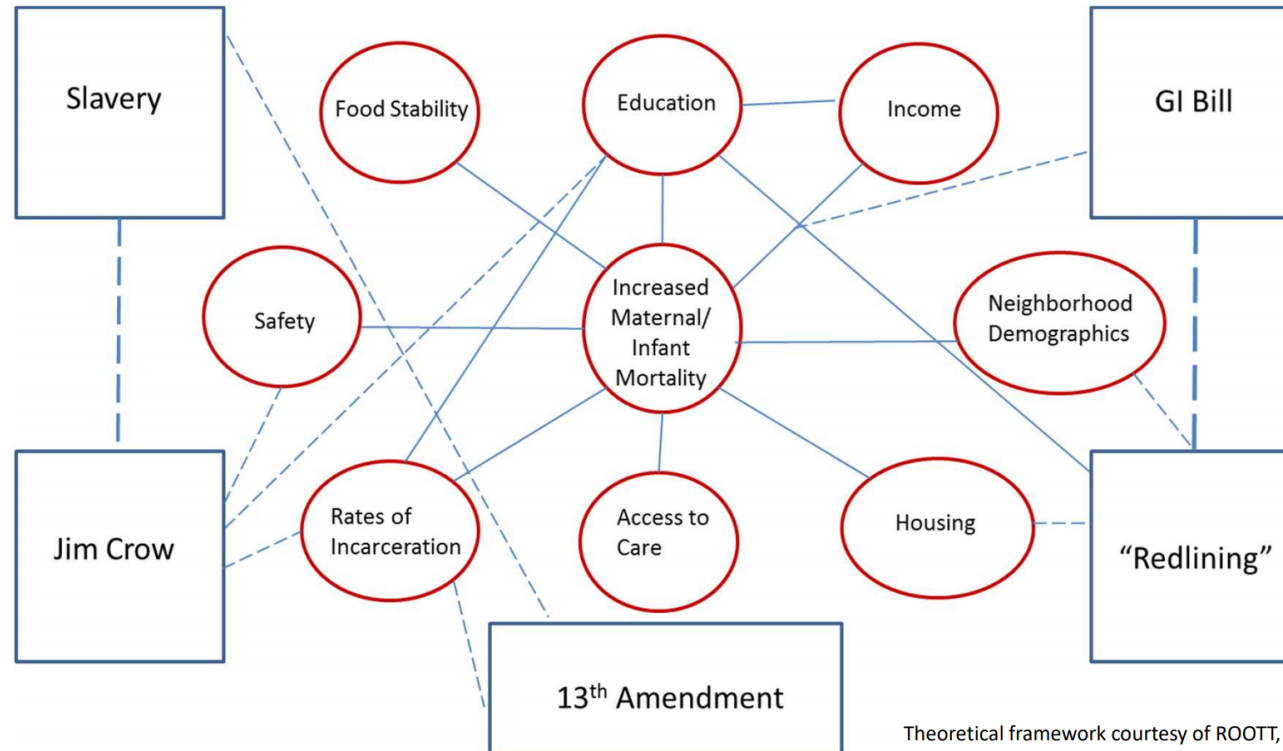 Slavery
Food Stability
Education
Income
GI Bill
Safety
Increased
Maternal/
Infant
Mortality
Neighborhood
Demographics
Jim Crow
Rates of
Incarceration
Access to
Care
Housing
“Redlining”
13th Amendment
Theoretical framework courtesy of ROOTT,